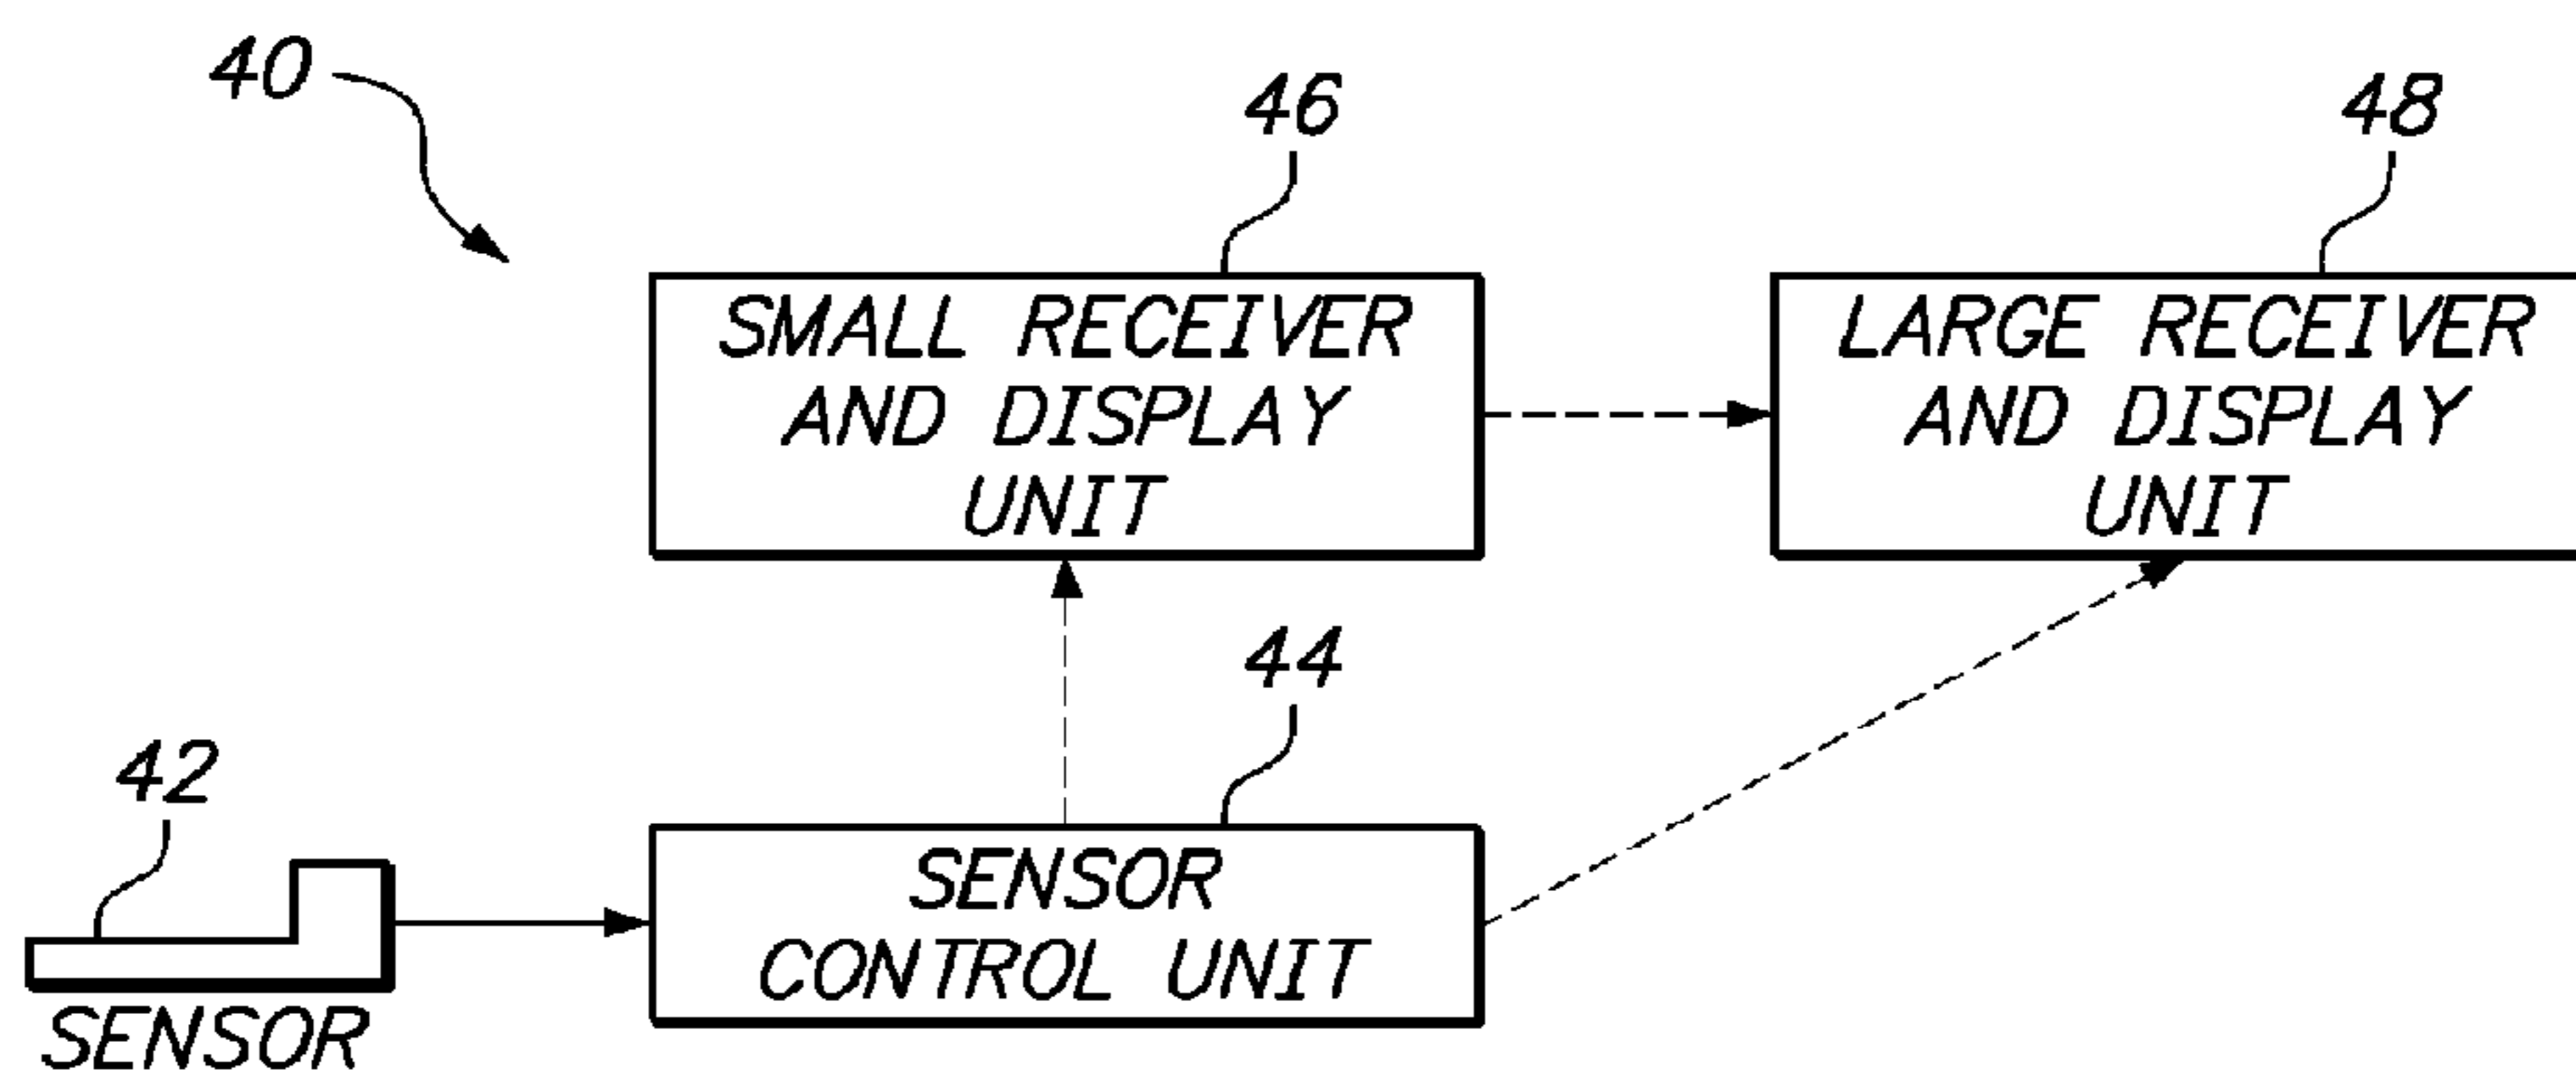 40
46
48
SMALL RECEIVER
AND DISPLAY
UNIT
LARGE RECEIVER
AND DISPLAY
UNIT
44
42
SENSOR
CONTROL UNIT
SENSOR